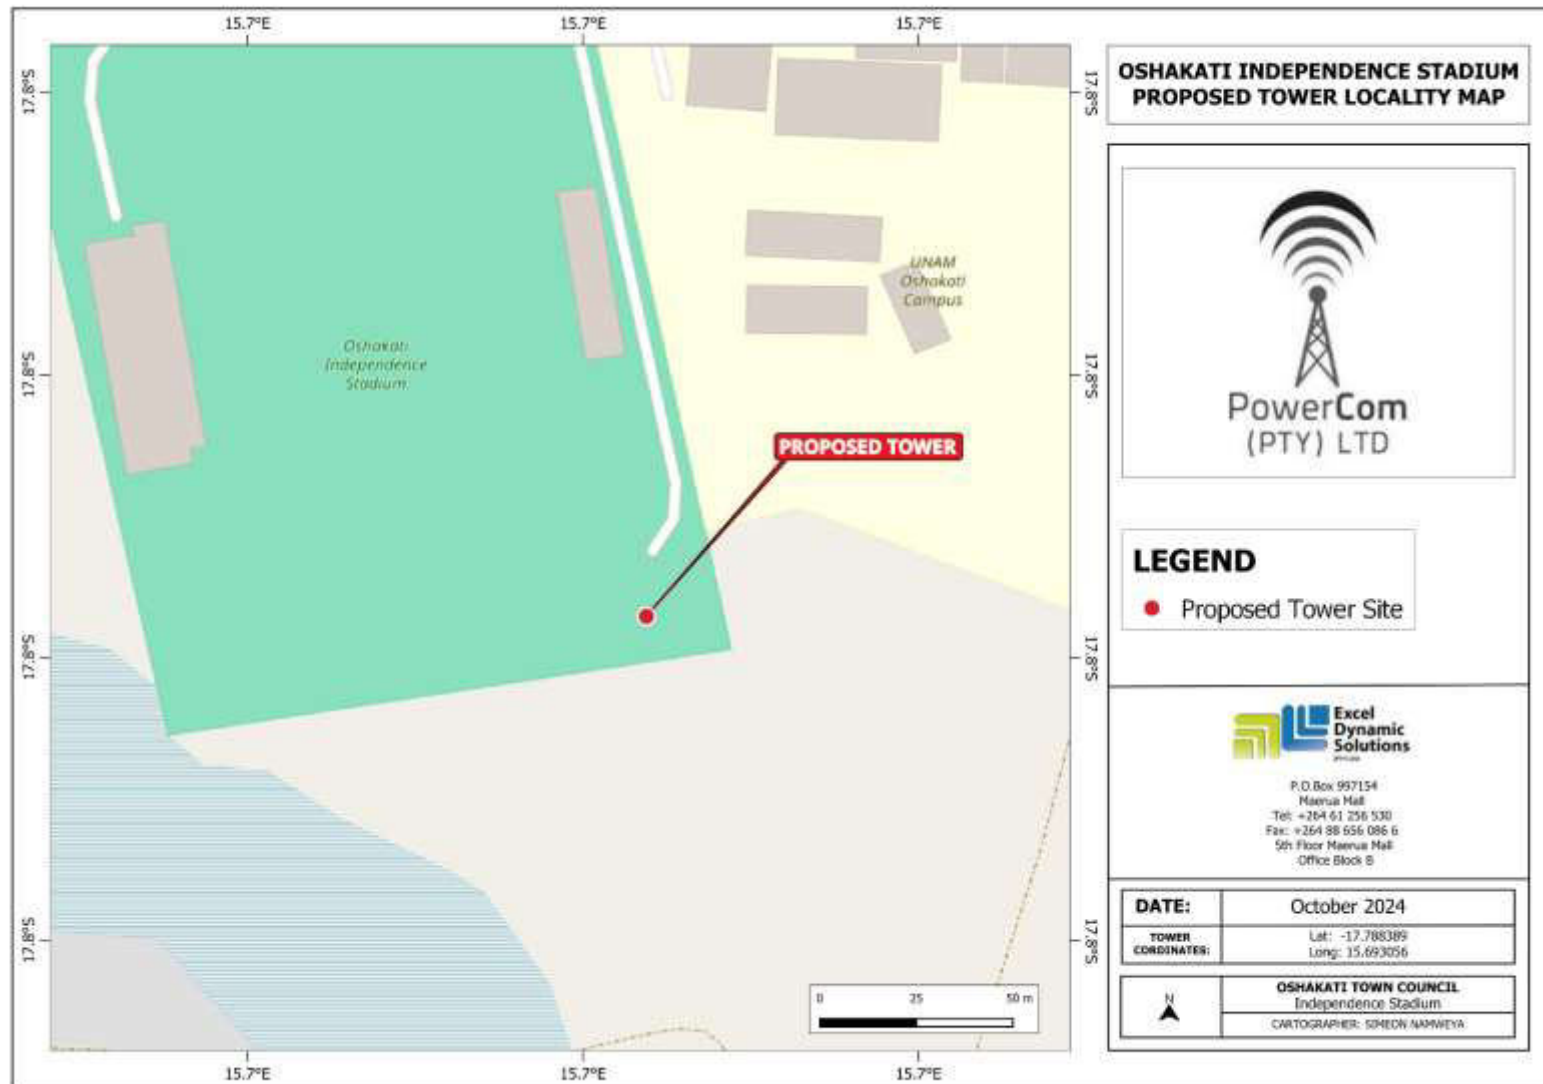 15.7°E
15.7°E
15.7°E
17.8°S
17.8°S
17.8°S
17.8°S
17.8°S
17.8°S
17.8°S
17.8°S
15.7°E
15.7°E
15.7°E
UNAM
Oshakati
Campus
Oshakati
Independence
Stadium
PROPOSED TOWER
0 25 50 m
OSHAKATI INDEPENDENCE STADIUM
PROPOSED TOWER LOCALITY MAP
PowerCom
(PTY) LTD
LEGEND
Proposed Tower Site
Excel
Dynamic
Solutions
P.O.Box 997154
Maerua Mall
Tel: +264 61 256 530
Fax: +264 88 656 086 6
5th Floor Maerua Mall
Office Block B
DATE: October 2024
TOWER
CORDINATES:
Lat: -17.788389
Long: 15.693056
N
OSHAKATI TOWN COUNCIL
Independence Stadium
CARTOGRAPHER: SIMEON NAMWEYA